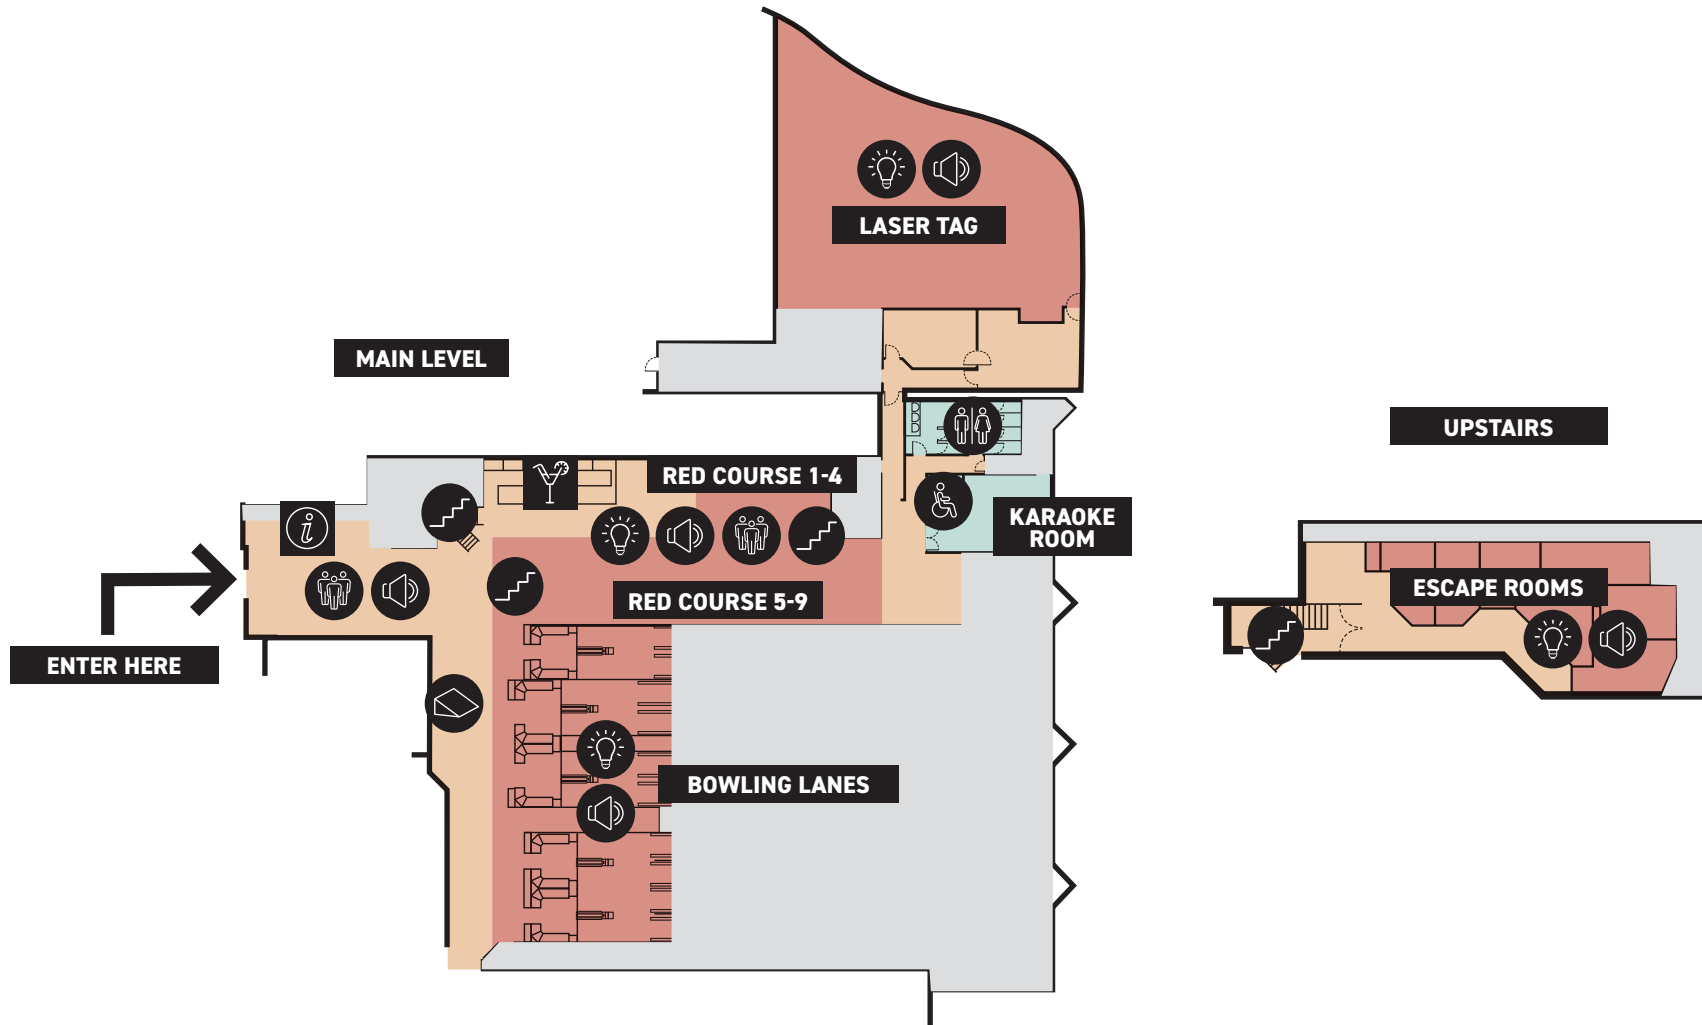 LASER TAG
MAIN LEVEL
UPSTAIRS
RED COURSE 1-4
i
KARAOKE
ROOM
ESCAPE ROOMS
RED COURSE 5-9
ENTER HERE
BOWLING LANES